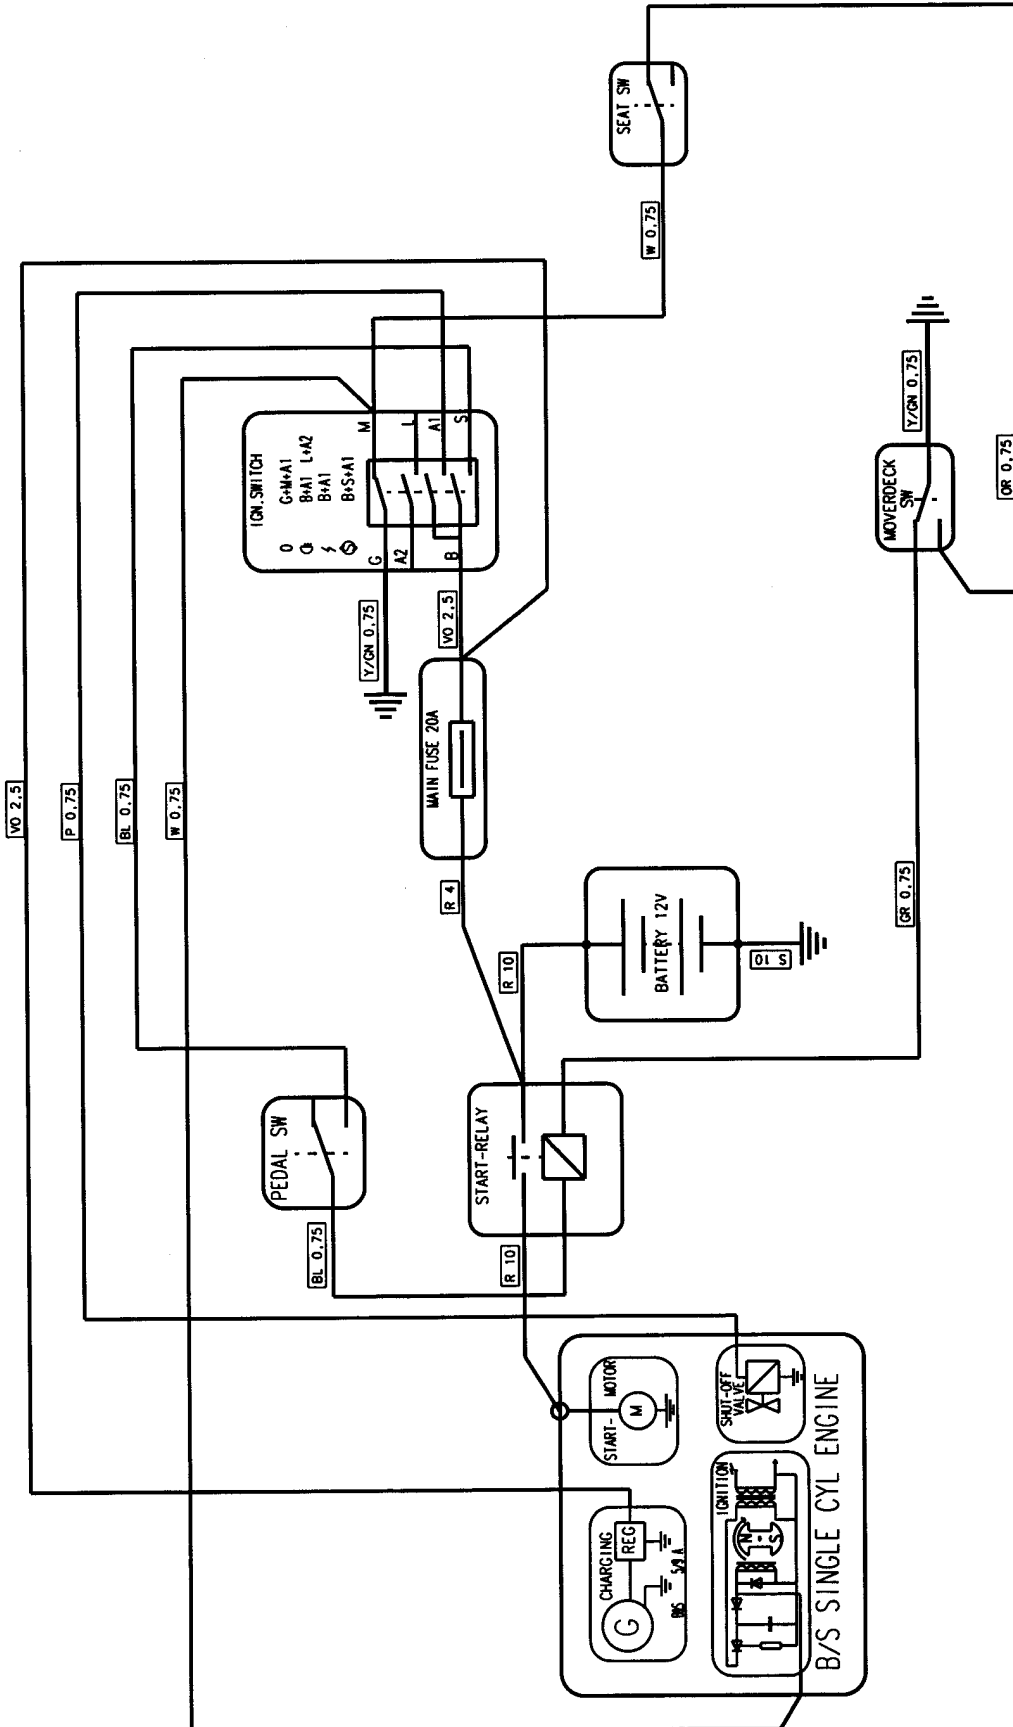 SEAT SW
W 0,75
IGN.SWITCH
0 G+M+A1
B+A1 L+A2
B+A1
B+S+A1
M
L
A1
S
G
A2
B
Y/GN 0,75
VO 2,5
MAIN FUSE 20A
R 4
VO 2,5
P 0,75
BL 0,75
W 0,75
MOVERDECK
SW
Y/GN 0,75
OR 0,75
GR 0,75
BATTERY 12V
R 10
S 10
PEDAL SW
BL 0,75
START-RELAY
R 10
START-
MOTOR
M
SHUT-OFF
VALVE
CHARGING
G
REG
B&S 5/9 A
IGNITION
N
S
B/S SINGLE CYL ENGINE